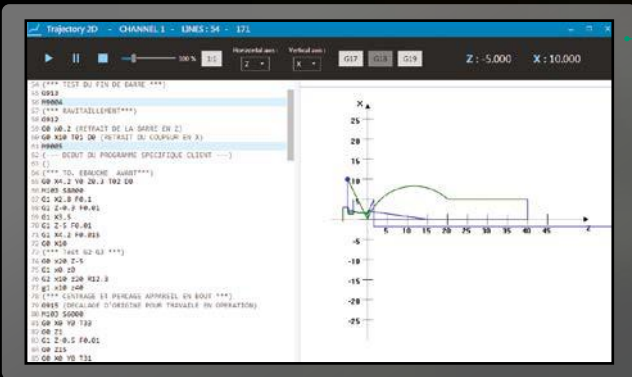 Trajectory 2D - CHANNEL 1 - LINES : 54 - 171
100 %
1:1
Horizontal axis :
Z
Vertical axis :
X
G17
G18
G19
Z : -5.000
X : 10.000
54 (*** TEST DU FIN DE BARRE ***)
55 G913
56 M9004
57 (*** RAVITAILLEMENT***)
58 G912
59 G0 W0.2 (RETRAIT DE LA BARRE EN Z)
60 G0 X10 T01 D0 (RETRAIT DU COUPEUR EN X)
61 M9005
62 (--- DEBUT DU PROGRAMME SPECIFIQUE CLIENT ---)
63 ()
64 (*** TO. EBAUCHE AVANT***)
65 G0 X4.2 Y0 Z0.3 T02 D0
66 M103 S8000
67 G1 X2.8 F0.1
68 G1 Z-0.3 F0.01
69 G1 X3.5
70 G1 Z-5 F0.01
71 G1 X4.2 F0.015
72 G0 X10
73 (*** Test G2 G3 ***)
74 G0 x20 Z-5
75 G1 x0 z0
76 G2 x10 z20 R12.3
77 g1 x10 z40
78 (*** CENTRAGE ET PERCAGE APPAREIL EN BOUT ***)
79 G915 (DECALAGE D'ORIGINE POUR TRAVAILE EN OPERATION)
80 M103 S6000
81 G0 X0 Y0 T33
82 G0 Z1
83 G1 Z-0.5 F0.01
84 G0 Z15
85 G0 X0 Y0 T31
X
25
20
15
10
5
-5
-10
-15
-20
-25
5 10 15 20 25 30 35 40 45
Z